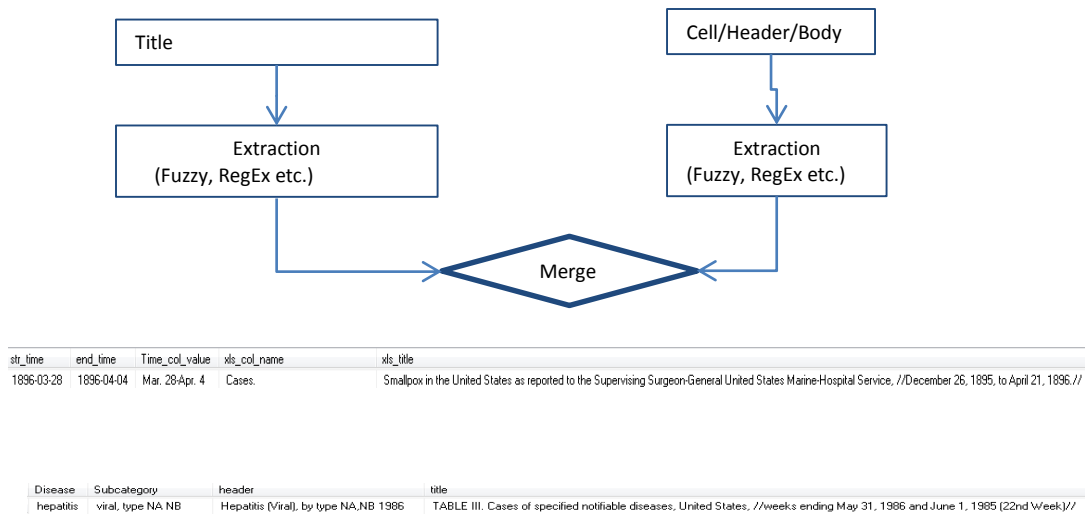 Title
Cell/Header/Body
Extraction
(Fuzzy, RegEx etc.)
Extraction
(Fuzzy, RegEx etc.)
Merge
str_time end_time Time_col_value xls_col_name xls_title
1896-03-28 1896-04-04 Mar. 28-Apr. 4 Cases. Smallpox in the United States as reported to the Supervising Surgeon-General United States Marine-Hospital Service, //December 26, 1895, to April 21, 1896.//
Disease Subcategory header title
hepatitis viral, type NA NB Hepatitis (Viral), by type NA,NB 1986 TABLE III. Cases of specified notifiable diseases, United States, //weeks ending May 31, 1986 and June 1, 1985 (22nd Week)//